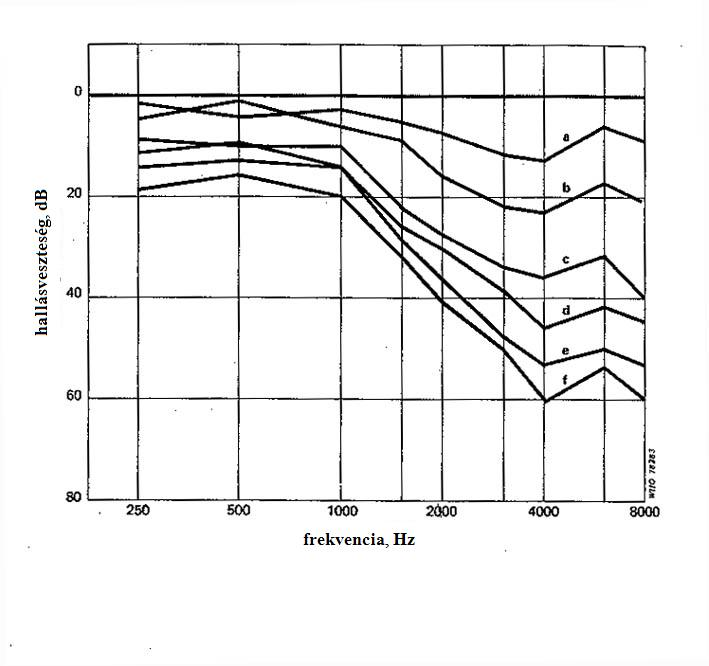 0
20
40
60
80
hallásveszteség, dB
a
b
c
d
e
f
250 500 1000 2000 4000 8000
frekvencia, Hz
WHO 78283